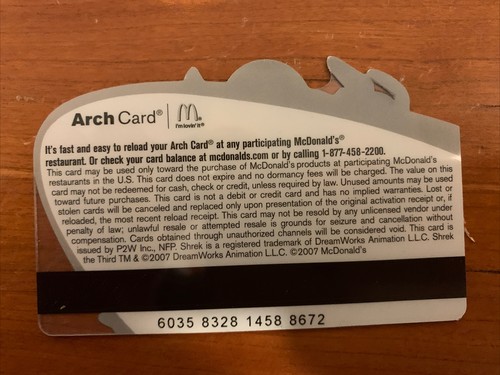 Arch Card® | M
i'm lovin' it®
It's fast and easy to reload your Arch Card® at any participating McDonald's®
restaurant. Or check your card balance at mcdonalds.com or by calling 1-877-458-2200.
This card may be used only toward the purchase of McDonald's products at participating McDonald's
restaurants in the U.S. This card does not expire and no dormancy fees will be charged. The value on this
card may not be redeemed for cash, check or credit, unless required by law. Unused amounts may be used
toward future purchases. This card is not a debit or credit card and has no implied warranties. Lost or
stolen cards will be canceled and replaced only upon presentation of the original activation receipt or, if
reloaded, the most recent reload receipt. This card may not be resold by any unlicensed vendor under
penalty of law; unlawful resale or attempted resale is grounds for seizure and cancellation without
compensation. Cards obtained through unauthorized channels will be considered void. This card is
issued by P2W Inc., NFP. Shrek is a registered trademark of DreamWorks Animation L.L.C. Shrek
the Third TM & ©2007 DreamWorks Animation L.L.C. ©2007 McDonald's
6035 8328 1458 8672